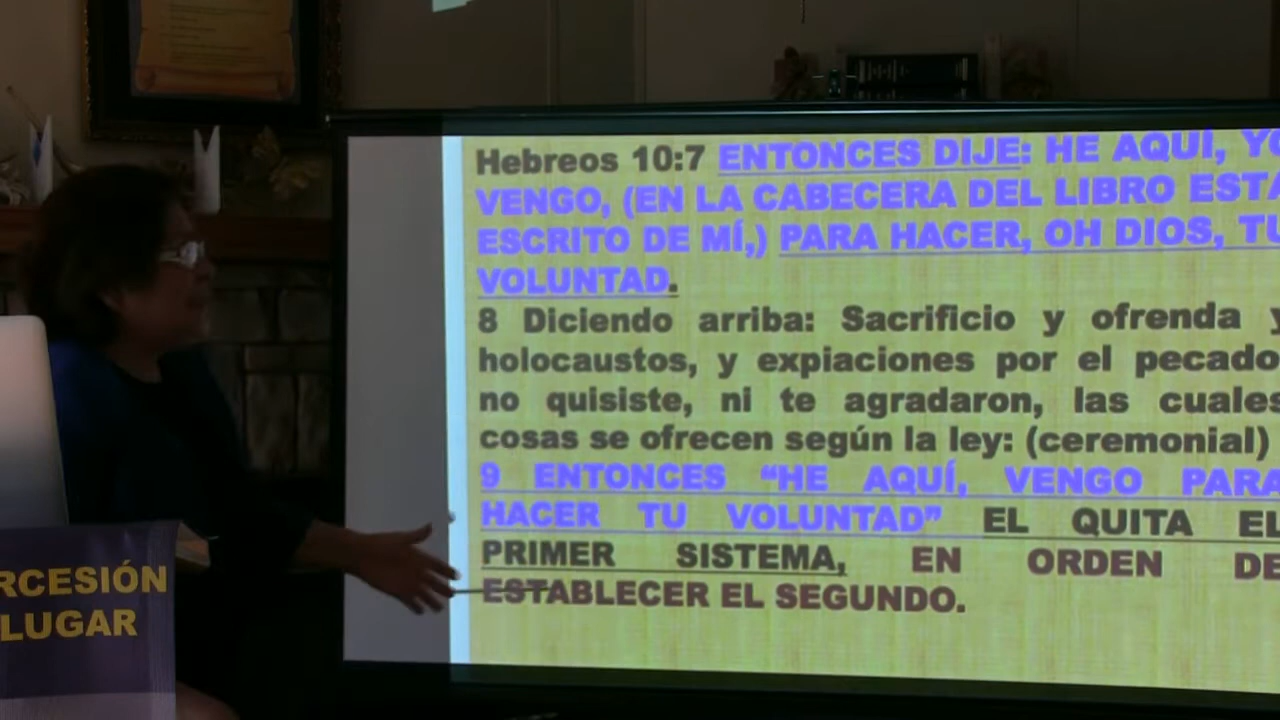 Hebreos 10:7 ENTONCES DIJE: HE AQUÍ, YO
VENGO, (EN LA CABECERA DEL LIBRO ESTA
ESCRITO DE MÍ,) PARA HACER, OH DIOS, TU
VOLUNTAD.
8 Diciendo arriba: Sacrificio y ofrenda y
holocaustos, y expiaciones por el pecado
no quisiste, ni te agradaron, las cuales
cosas se ofrecen según la ley: (ceremonial)
9 ENTONCES “HE AQUÍ, VENGO PARA
HACER TU VOLUNTAD” EL QUITA EL
PRIMER SISTEMA, EN ORDEN DE
ESTABLECER EL SEGUNDO.
RCESIÓN
LUGAR